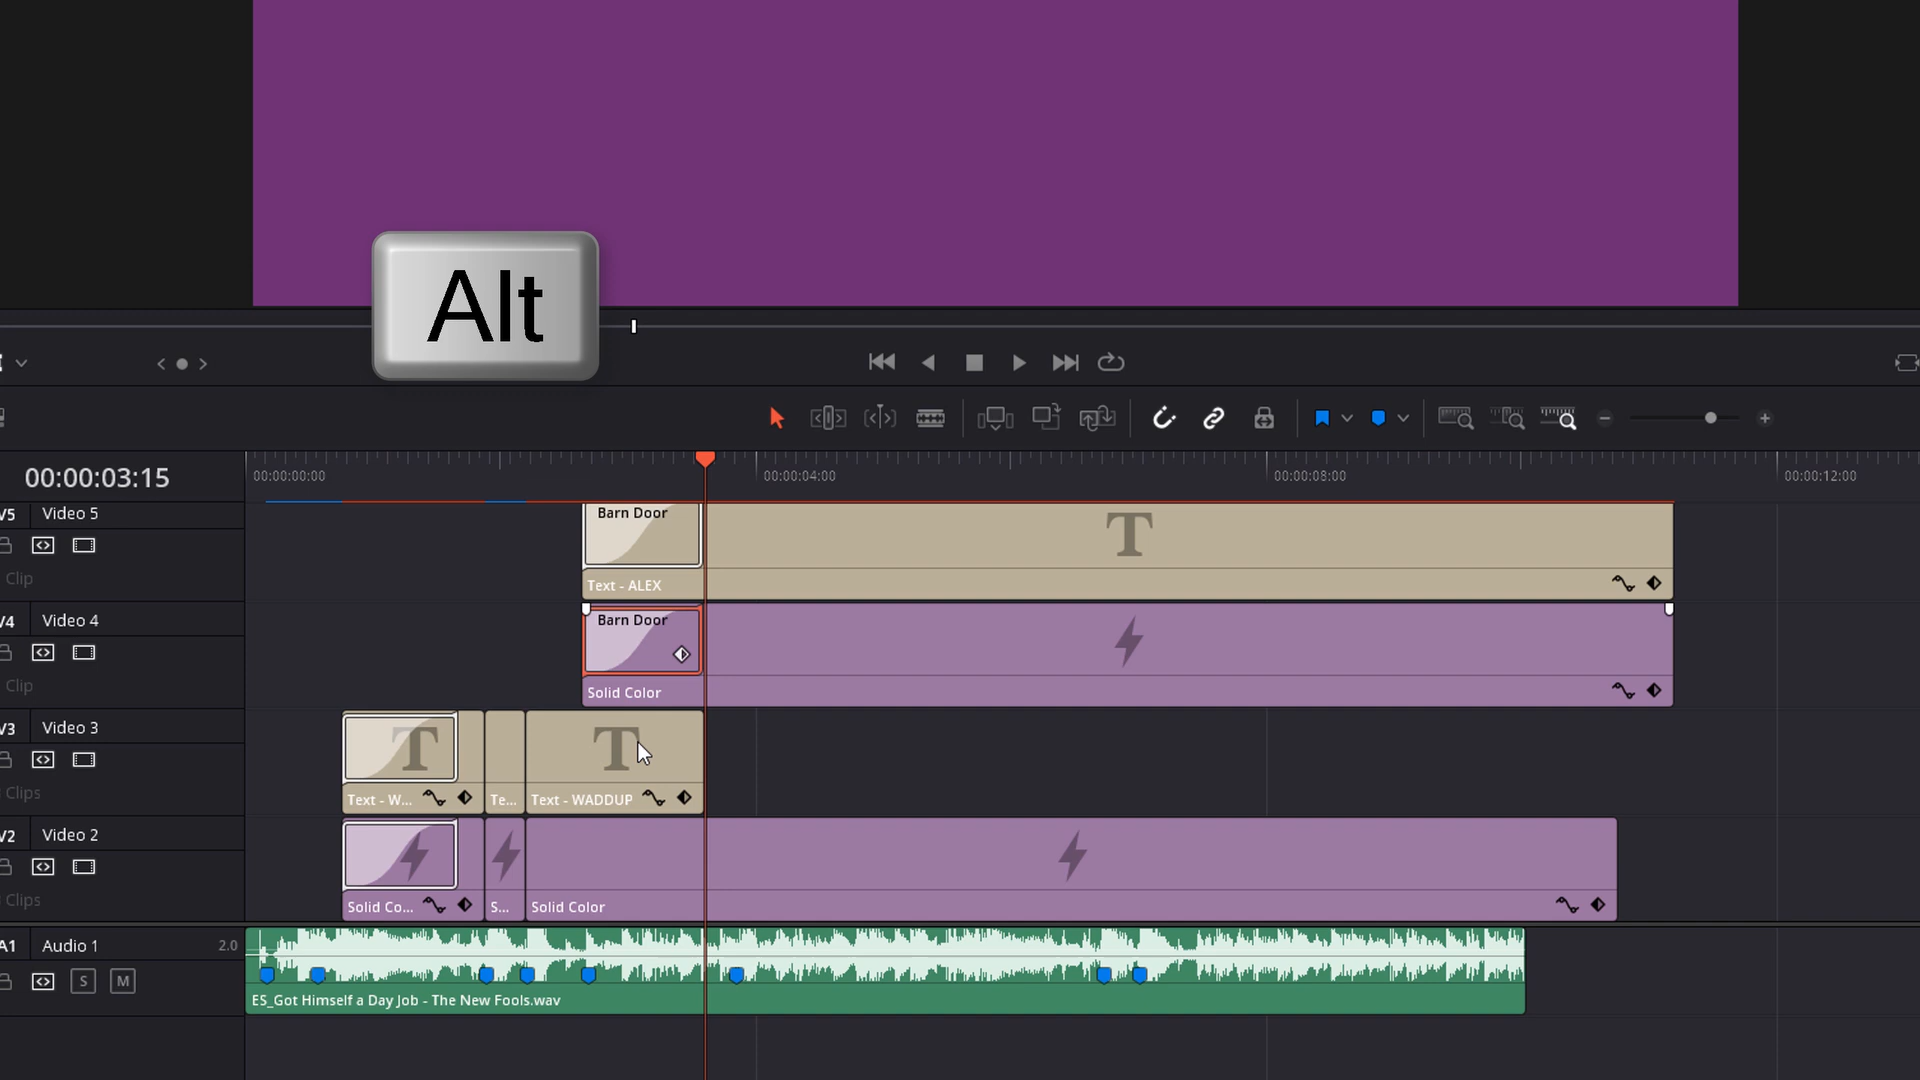 Alt
00:00:03:15
00:00:00:00
00:00:04:00
00:00:08:00
00:00:12:00
V5 Video 5
Clip
Barn Door
T
Text - ALEX
V4 Video 4
Clip
Barn Door
Solid Color
V3 Video 3
Clips
T
T
Text - W...
Te...
Text - WADDUP
V2 Video 2
Clips
Solid Co...
S...
Solid Color
A1 Audio 1 2.0
S M
ES_Got Himself a Day Job - The New Fools.wav